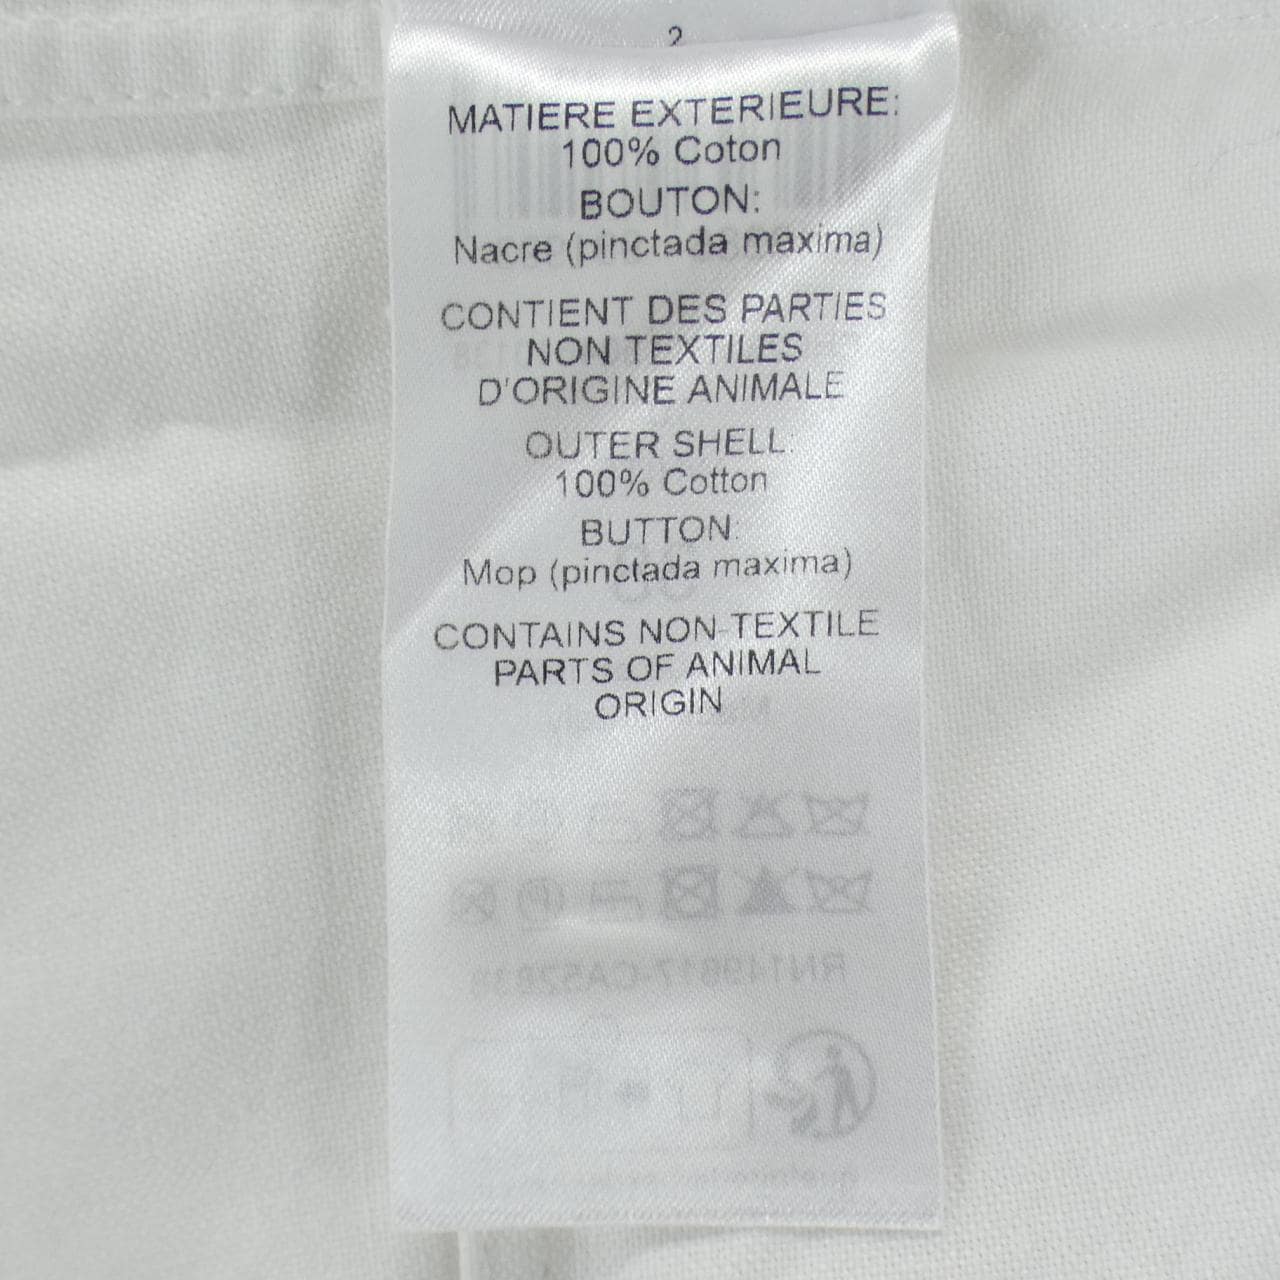 2
MATIERE EXTERIEURE:
100% Coton
BOUTON:
Nacre (pinctada maxima)
CONTIENT DES PARTIES
NON TEXTILES
D'ORIGINE ANIMALE
OUTER SHELL:
100% Cotton
BUTTON:
Mop (pinctada maxima)
CONTAINS NON-TEXTILE
PARTS OF ANIMAL
ORIGIN